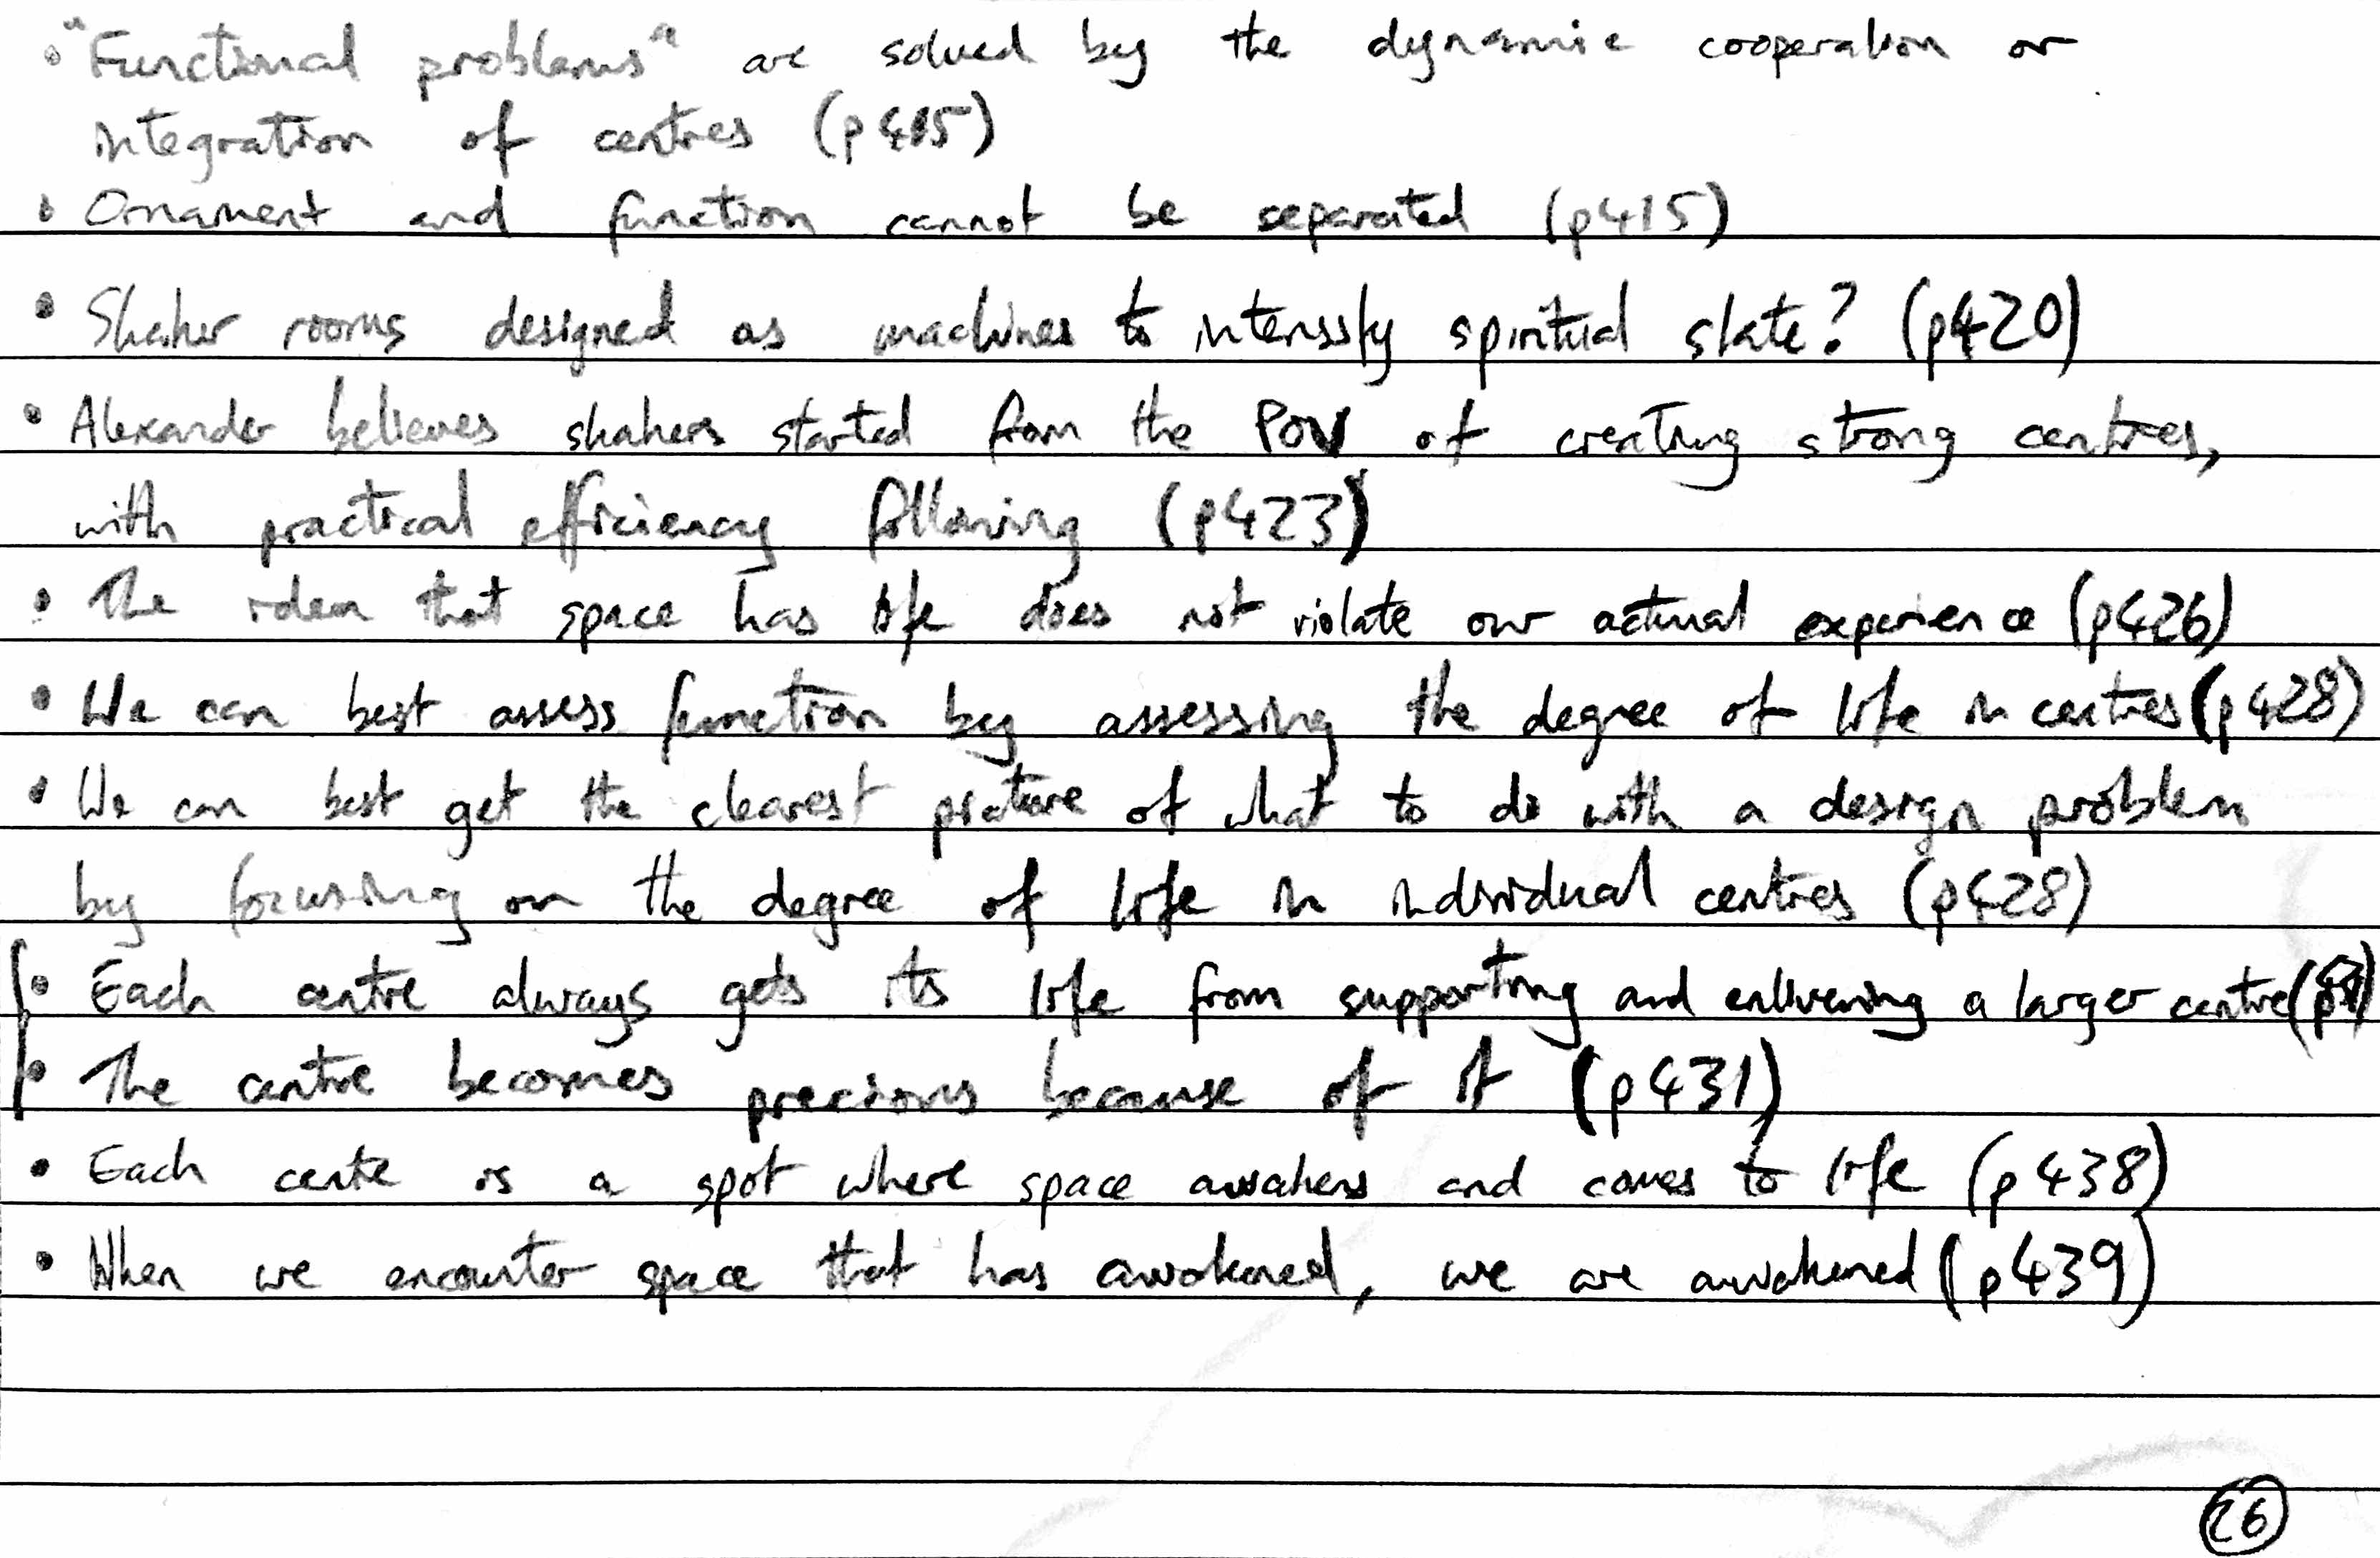 • "Functional problems" are solved by the dynamic cooperation or
integration of centres (p415)
• Ornament and function cannot be separated (p415)
• Shaker rooms designed as machines to intenssfy spiritual state? (p420)
• Alexander believes shakers started from the POV of creating strong centres,
with practical efficiency following (p423)
• The idea that space has life does not violate our actual experience (p426)
• We can best assess function by assessing the degree of life in centres (p428)
• We can best get the clearest picture of what to do with a design problem
by focusing on the degree of life in individual centres (p428)
• Each centre always gets its life from supporting and enlivening a larger centre
• The centre becomes precious because of it (p431)
• Each cente is a spot where space awakens and comes to life (p438)
• When we encounter space that has awokened, we are awakened (p439)
26